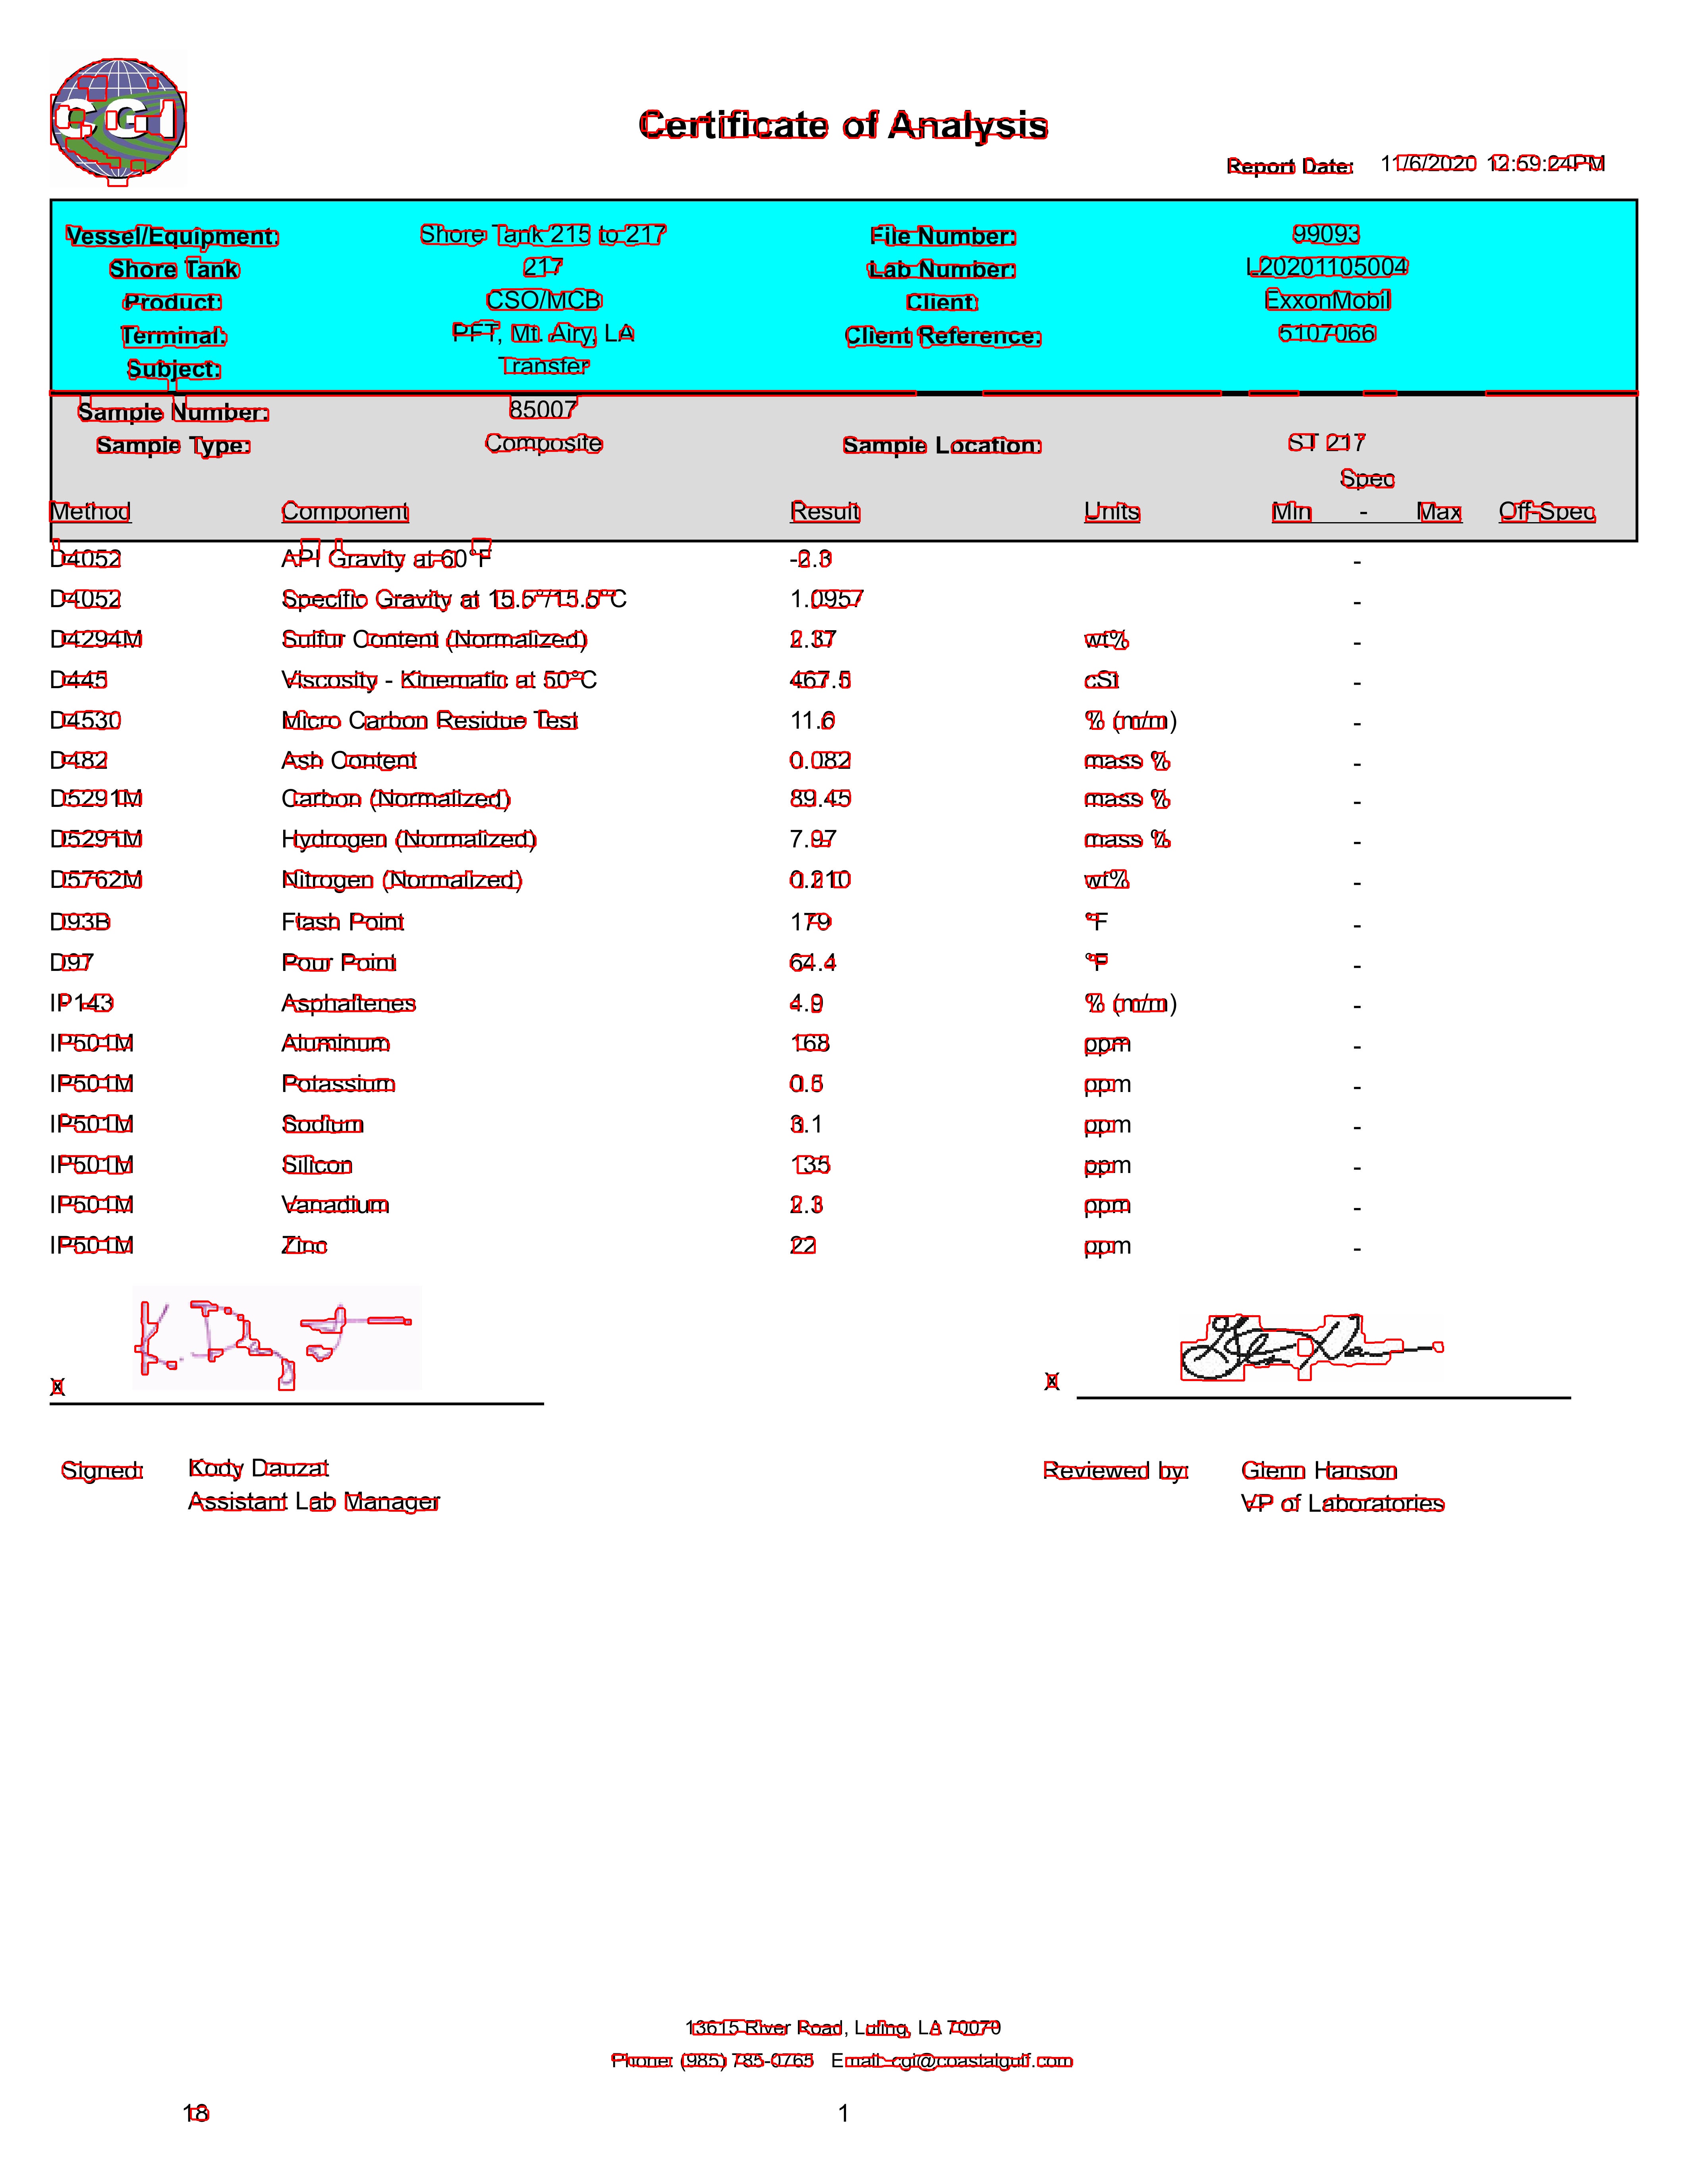 CGI
Certificate of Analysis
Report Date: 11/6/2020 12:59:24PM
Vessel/Equipment: Shore Tank 215 to 217 File Number: 99093
Shore Tank 217 Lab Number: L20201105004
Product: CSO/MCB Client: ExxonMobil
Terminal: PFT, Mt. Airy, LA Client Reference: 5107066
Subject: Transfer
Sample Number: 85007
Sample Type: Composite Sample Location: ST 217
Spec
Method Component Result Units Min - Max Off-Spec
D4052 API Gravity at 60°F -2.3 -
D4052 Specific Gravity at 15.5°/15.5°C 1.0957 -
D4294M Sulfur Content (Normalized) 2.37 wt% -
D445 Viscosity - Kinematic at 50°C 467.5 cSt -
D4530 Micro Carbon Residue Test 11.6 % (m/m) -
D482 Ash Content 0.082 mass % -
D5291M Carbon (Normalized) 89.45 mass % -
D5291M Hydrogen (Normalized) 7.97 mass % -
D5762M Nitrogen (Normalized) 0.210 wt% -
D93B Flash Point 179 °F -
D97 Pour Point 64.4 °F -
IP143 Asphaltenes 4.9 % (m/m) -
IP501M Aluminum 168 ppm -
IP501M Potassium 0.5 ppm -
IP501M Sodium 3.1 ppm -
IP501M Silicon 135 ppm -
IP501M Vanadium 2.3 ppm -
IP501M Zinc 22 ppm -
X X
Signed: Kody Dauzat Reviewed by: Glenn Hanson
Assistant Lab Manager VP of Laboratories
13615 River Road, Luling, LA 70070
Phone: (985) 785-0765 Email: cgi@coastalgulf.com
18 1